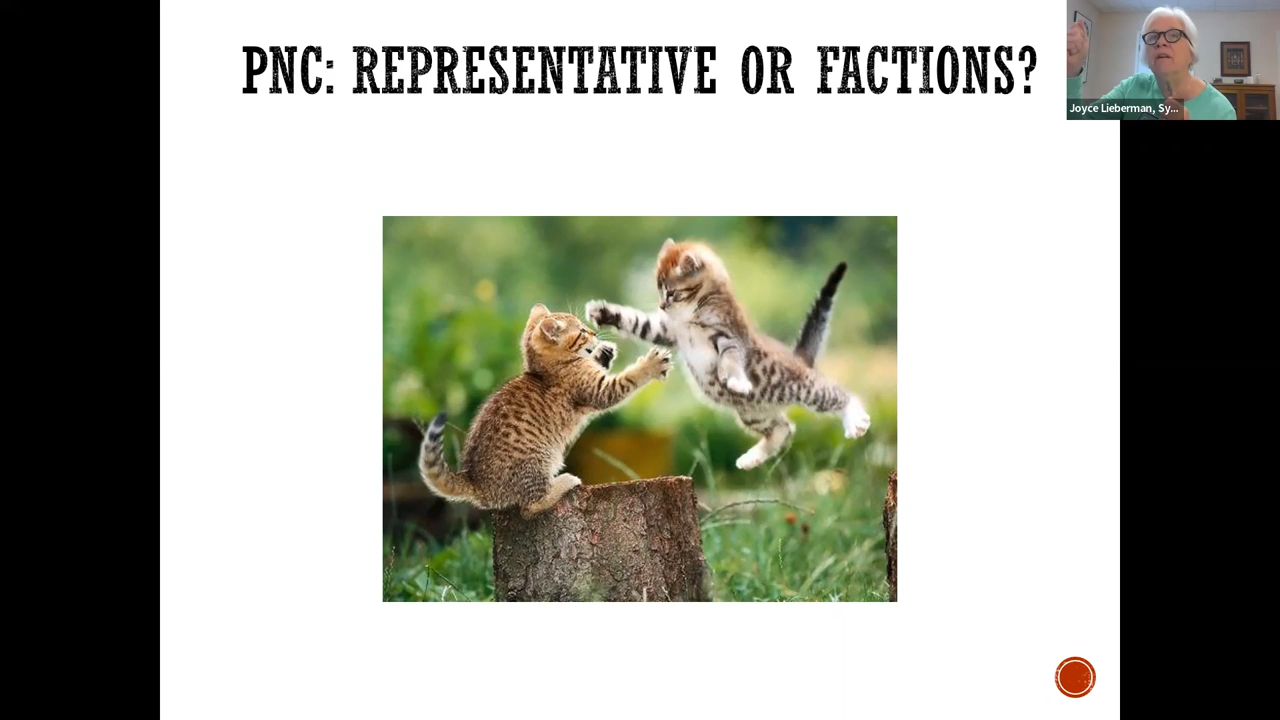 PNC: REPRESENTATIVE OR FACTIONS?
Joyce Lieberman, Sy...